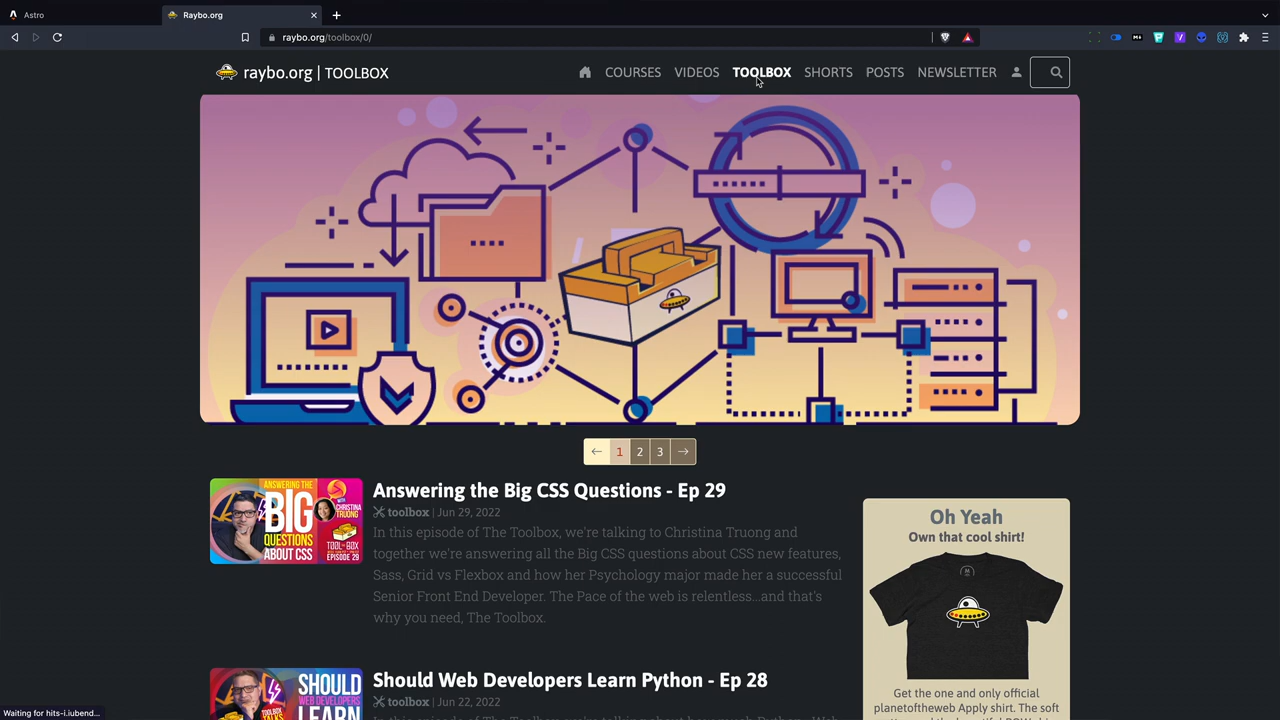 Astro
Raybo.org
raybo.org/toolbox/0/
raybo.org | TOOLBOX
COURSES
VIDEOS
TOOLBOX
SHORTS
POSTS
NEWSLETTER
← 1 2 3 →
Answering the Big CSS Questions - Ep 29
toolbox | Jun 29, 2022
In this episode of The Toolbox, we're talking to Christina Truong and
together we're answering all the Big CSS questions about CSS new features,
Sass, Grid vs Flexbox and how her Psychology major made her a successful
Senior Front End Developer. The Pace of the web is relentless...and that's
why you need, The Toolbox.
ANSWERING THE
BIG
QUESTIONS
ABOUT CSS
WITH
CHRISTINA
TRUONG
TOOL BOX
EPISODE 29
Oh Yeah
Own that cool shirt!
Get the one and only official
planetoftheweb Apply shirt. The soft
Should Web Developers Learn Python - Ep 28
toolbox | Jun 22, 2022
SHOULD
WEB DEVELOPERS
LEARN
Waiting for hits-i.iubend...